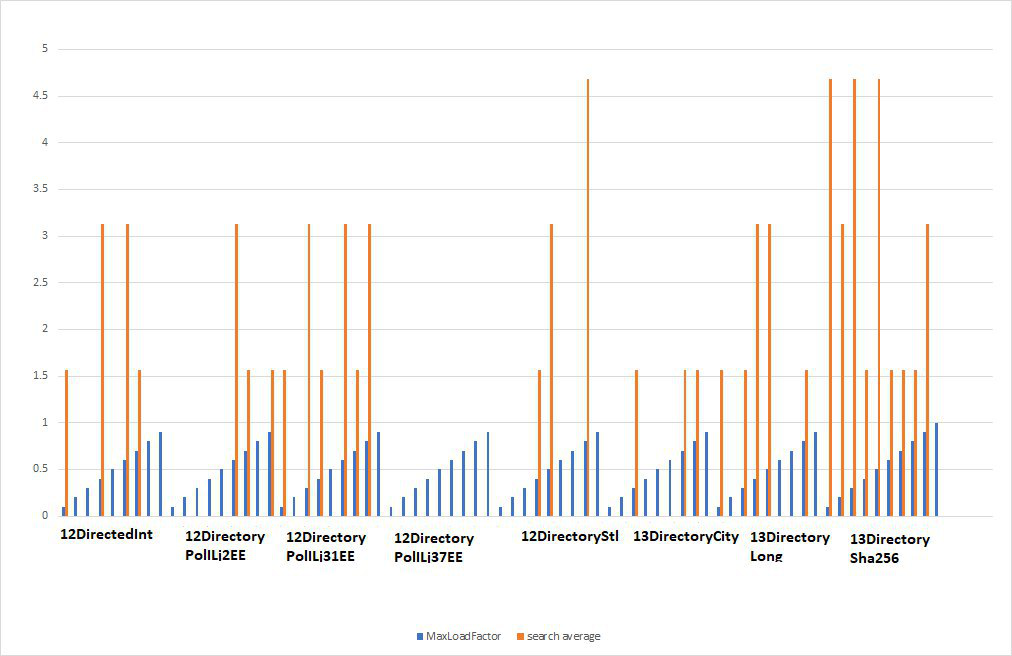 5
4.5
4
3.5
3
2.5
2
1.5
1
0.5
0
12DirectedInt
12Directory
PollLj2EE
12Directory
PollLj31EE
12Directory
PollLj37EE
12DirectoryStl
13DirectoryCity
13Directory
Long
13Directory
Sha256
MaxLoadFactor
search average